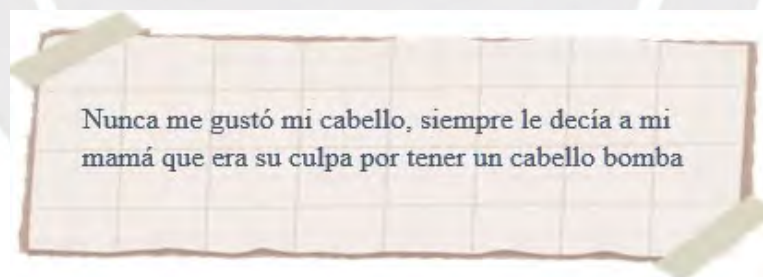 Nunca me gustó mi cabello, siempre le decía a mi
mamá que era su culpa por tener un cabello bomba